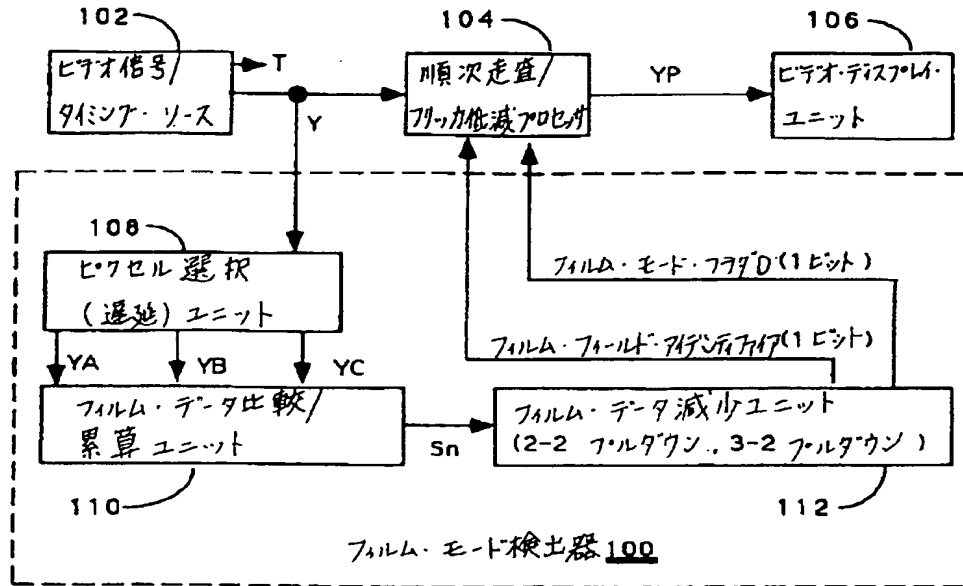 102
ビデオ信号/
タイミング・ソース
T
Y
104
順次走査/
フリッカ低減プロセッサ
YP
106
ビデオ・ディスプレイ・
ユニット
108
ピクセル選択
(遅延)ユニット
YA
YB
YC
フィルム・モード・フラグD(1ビット)
フィルム・フィールド・アイデンティファイア(1ビット)
フィルム・データ比較/
累算ユニット
110
Sn
フィルム・データ減少ユニット
(2-2 プルダウン., 3-2 プルダウン)
112
フィルム・モード検出器 100